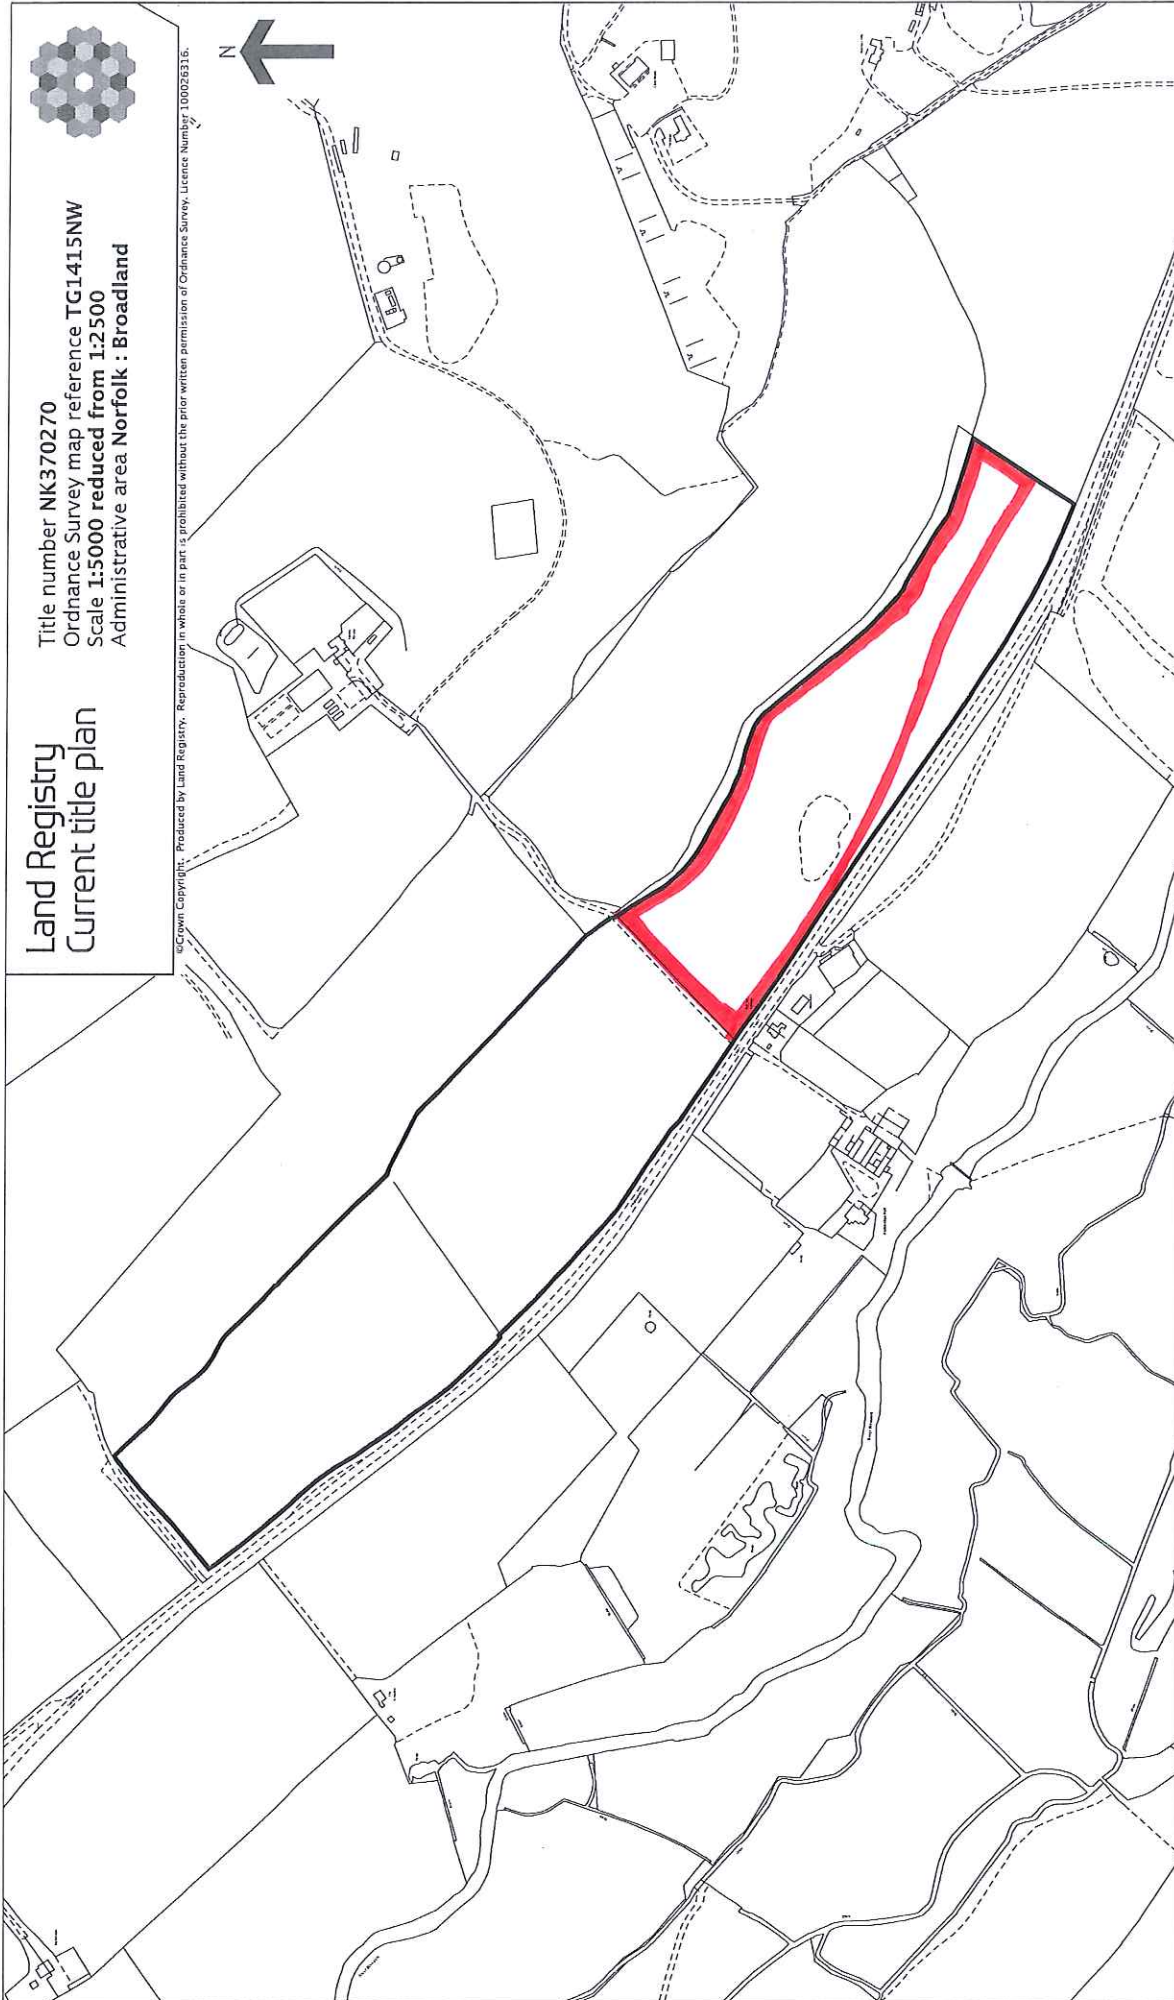 Land Registry
Current title plan
Title number NK370270
Ordnance Survey map reference TG1415NW
Scale 1:5000 reduced from 1:2500
Administrative area Norfolk : Broadland
©Crown Copyright. Produced by Land Registry. Reproduction in whole or in part is prohibited without the prior written permission of Ordnance Survey. Licence Number 100026316.
N